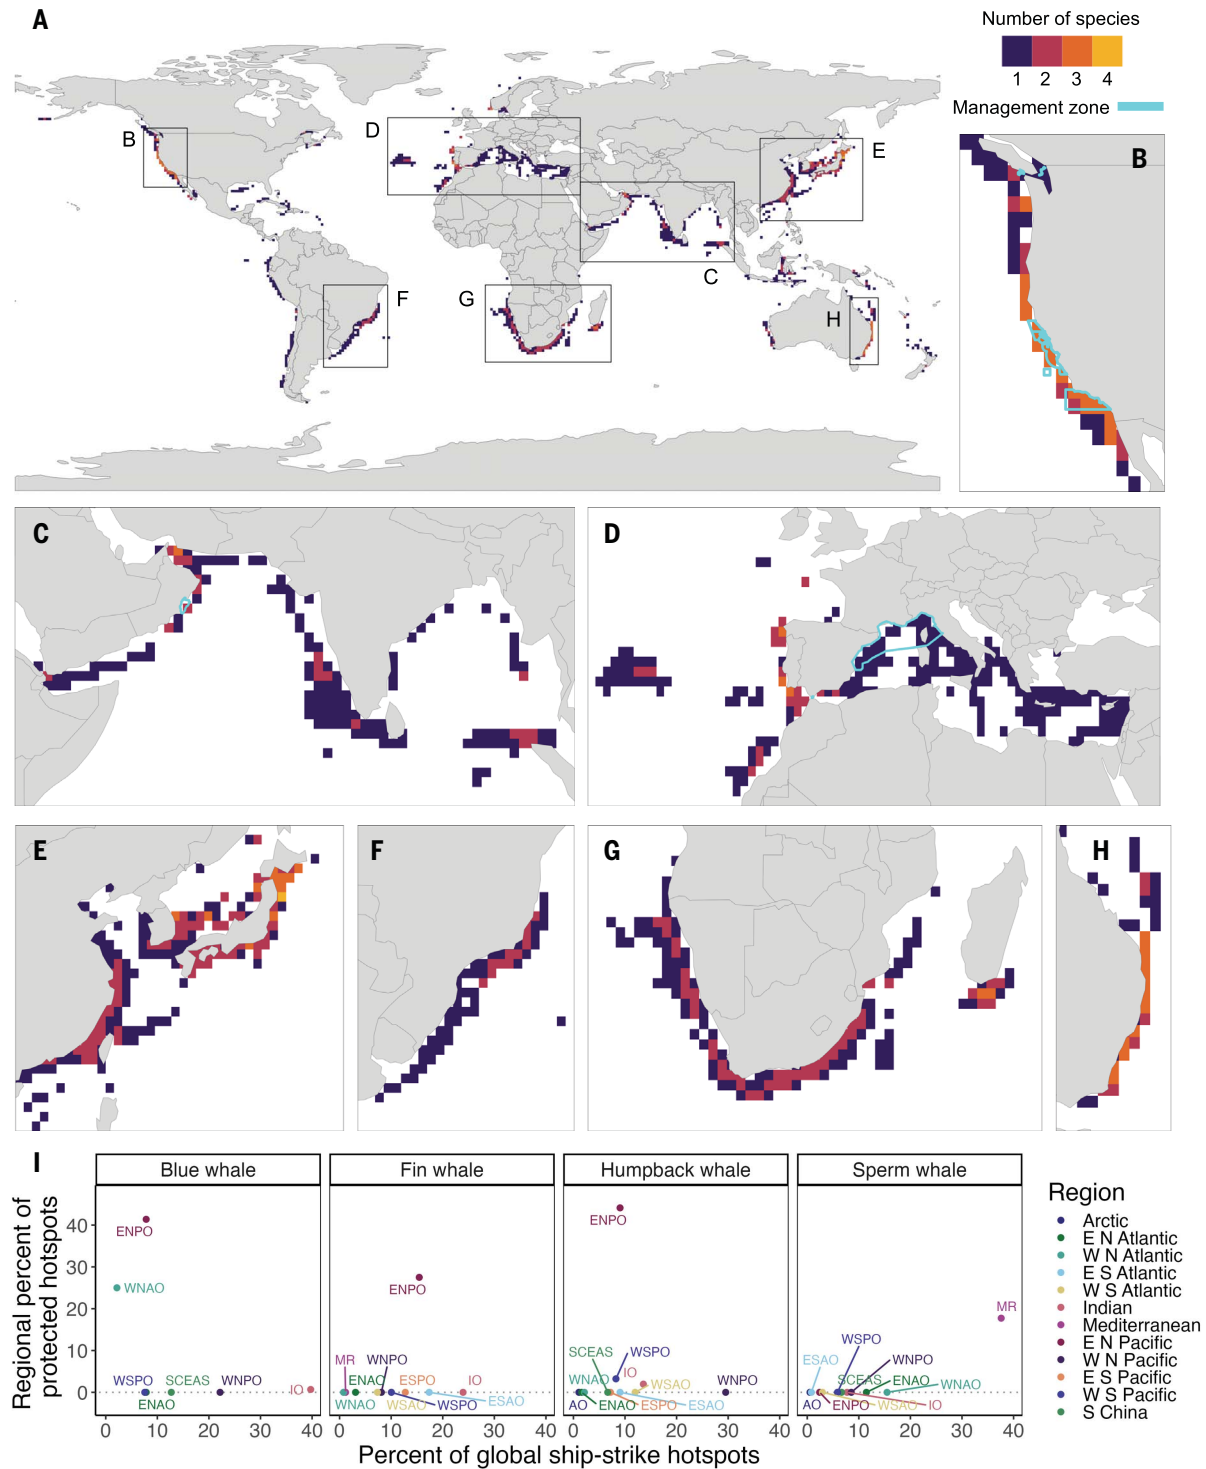 A
Number of species
1 2 3 4
Management zone
B
D
E
B
C
F
G
H
C
D
E
F
G
H
I
Blue whale
Fin whale
Humpback whale
Sperm whale
Regional percent of
protected hotspots
40
30
20
10
0
ENPO
WNAO
WSPO
SCEAS
WNPO
IO
ENAO
ENPO
MR
WNPO
ENAO
ESPO
IO
WNAO
WSAO
WSPO
ESAO
ENPO
SCEAS
WSPO
WNAO
IO
WSAO
WNPO
AO
ENAO
ESPO
ESAO
MR
WSPO
ESAO
WNPO
SCEAS
ENAO
WNAO
AO
ENPO
WSAO
IO
0 10 20 30 40
0 10 20 30 40
0 10 20 30 40
0 10 20 30 40
Percent of global ship-strike hotspots
Region
Arctic
E N Atlantic
W N Atlantic
E S Atlantic
W S Atlantic
Indian
Mediterranean
E N Pacific
W N Pacific
E S Pacific
W S Pacific
S China